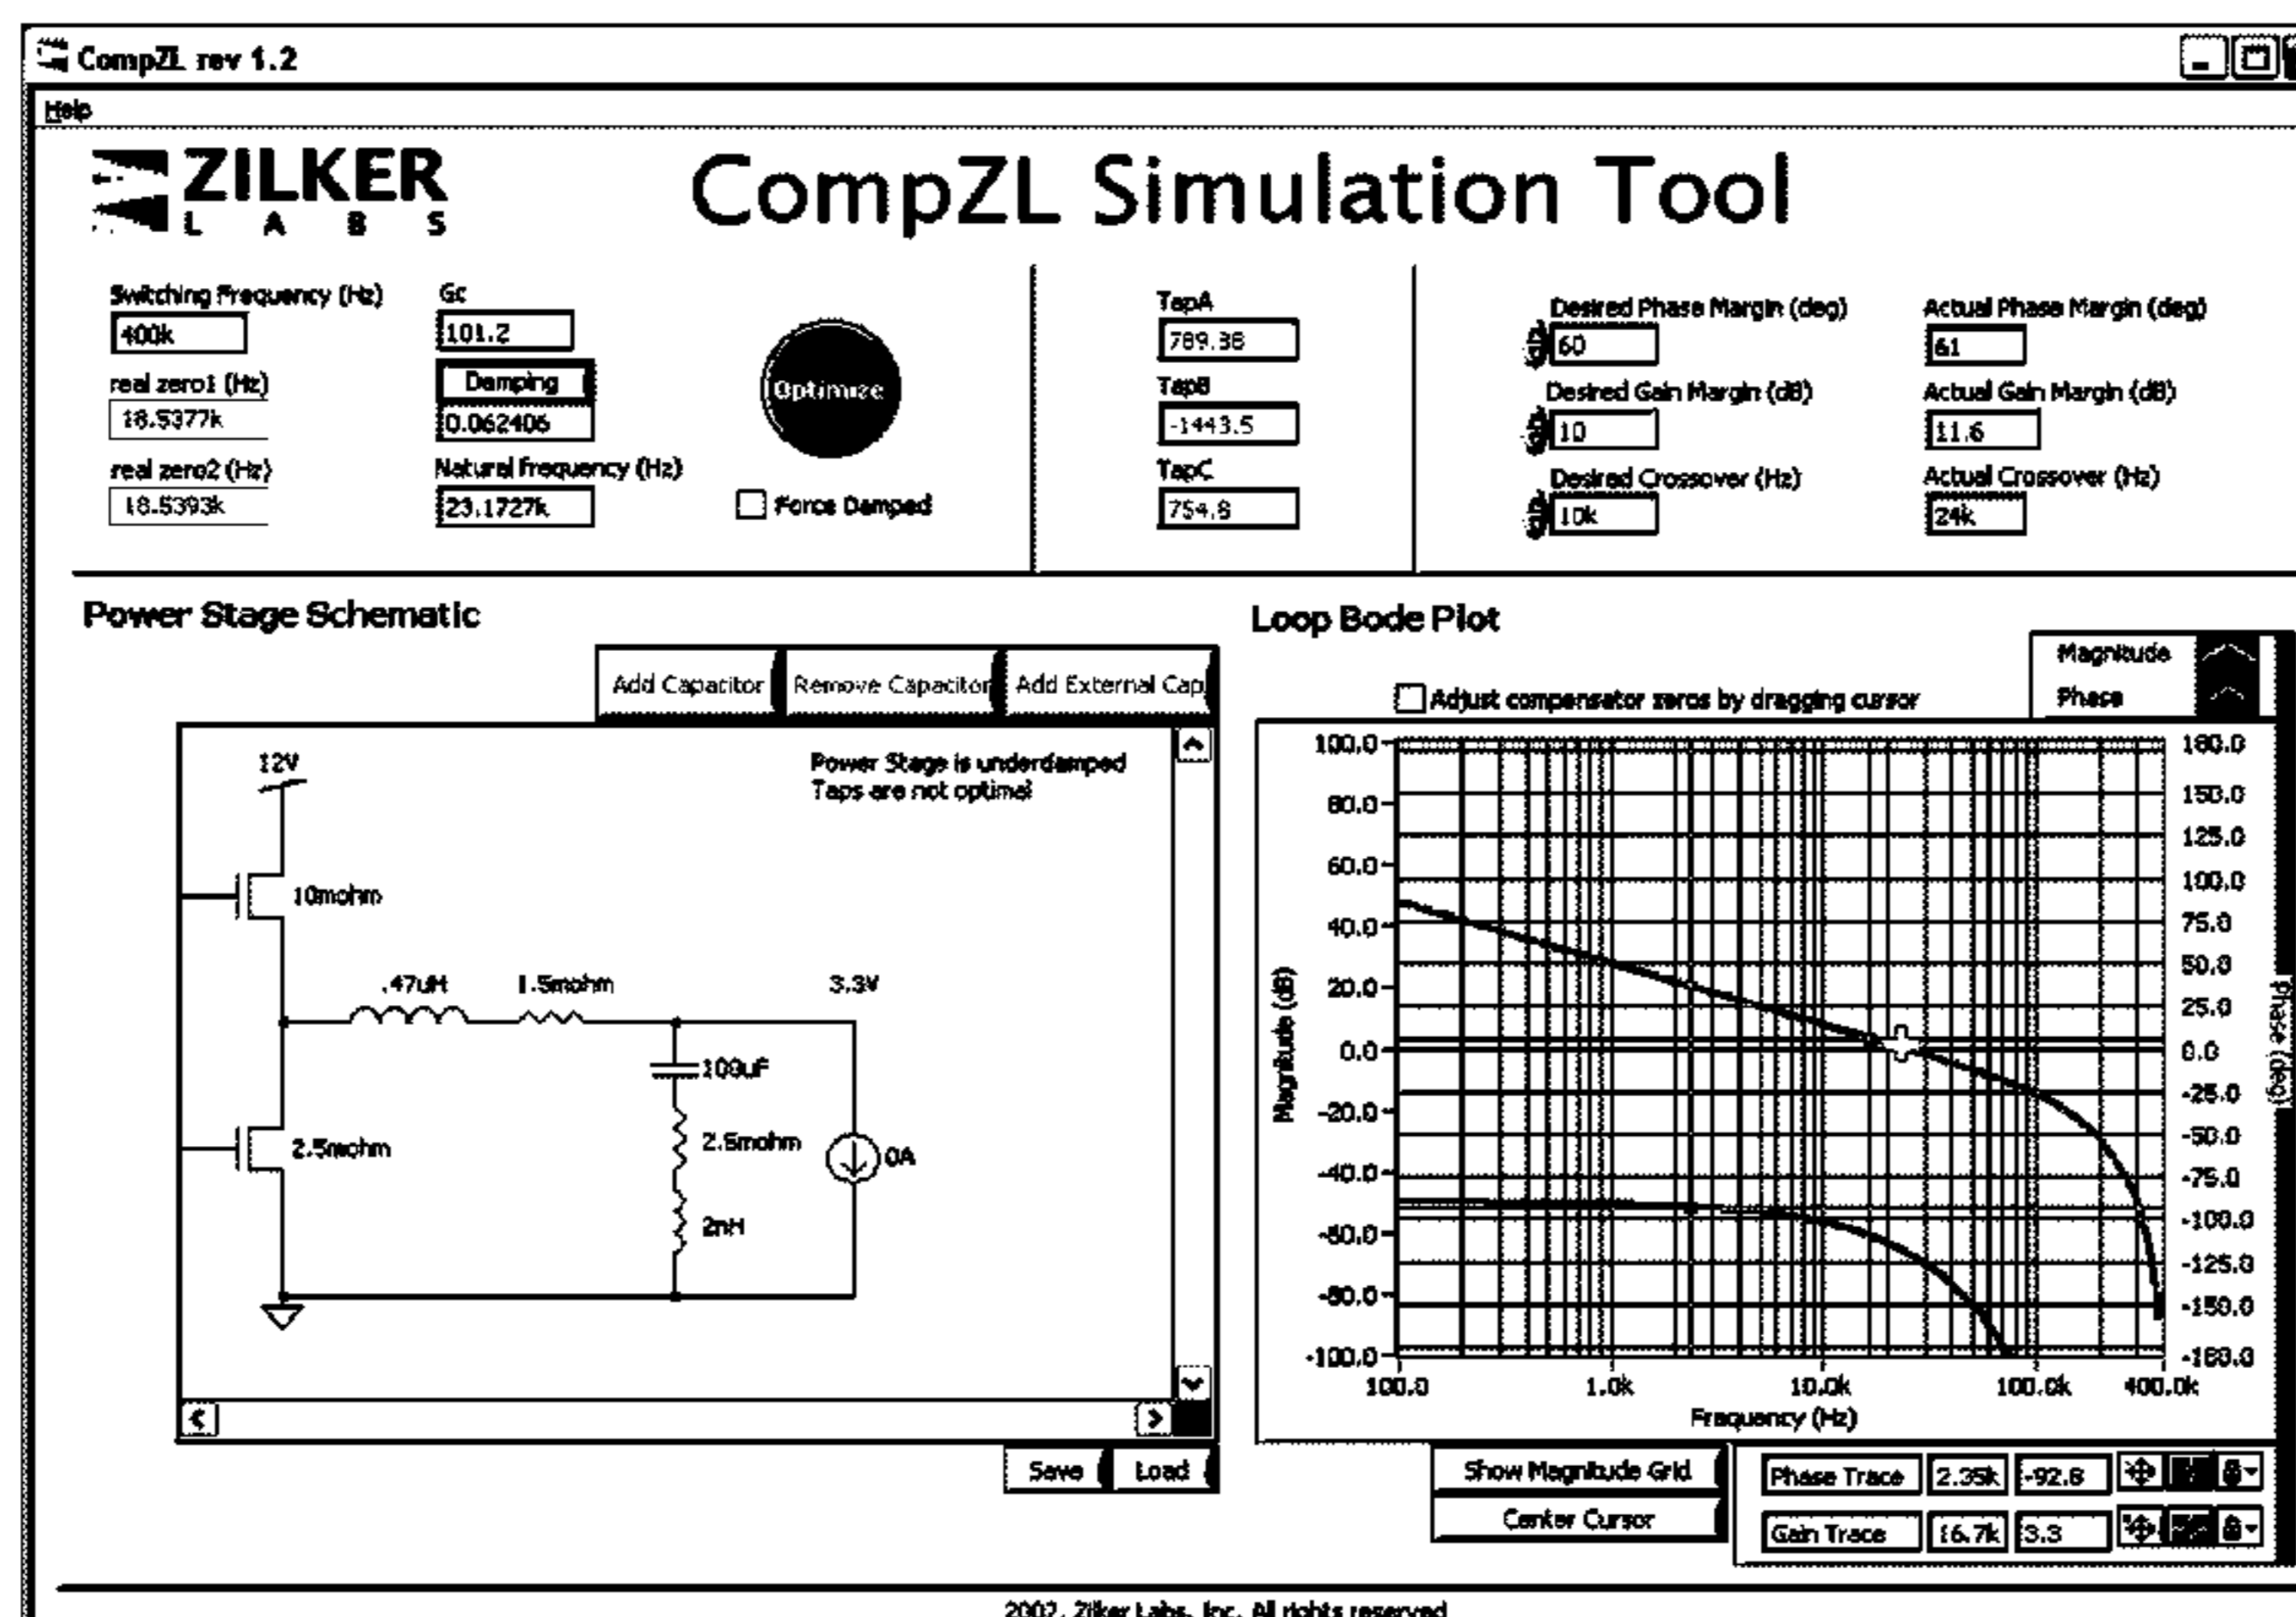 CompZL rev 1.2
Help
ZILKER
LABS
CompZL Simulation Tool
Switching Frequency (Hz)
400k
real zero1 (Hz)
18.5377k
real zero2 (Hz)
18.5393k
Gc
101.2
Damping
0.062406
Natural frequency (Hz)
23.1727k
Optimize
Force Damped
TapA
789.38
TapB
-1443.5
TapC
754.8
Desired Phase Margin (deg)
60
Desired Gain Margin (dB)
10
Desired Crossover (Hz)
10k
Actual Phase Margin (deg)
61
Actual Gain Margin (dB)
11.6
Actual Crossover (Hz)
24k
Power Stage Schematic
Add Capacitor
Remove Capacitor
Add External Cap
Power Stage is underdamped
Taps are not optimal
12V
10mohm
.47uH
1.5mohm
3.3V
100uF
2.5mohm
2.5mohm
0A
2nH
Save
Load
Loop Bode Plot
Magnitude
Phase
Adjust compensator zeros by dragging cursor
100.0
80.0
60.0
40.0
20.0
0.0
-20.0
-40.0
-60.0
-80.0
-100.0
Magnitude (dB)
180.0
150.0
125.0
100.0
75.0
50.0
25.0
0.0
-25.0
-50.0
-75.0
-100.0
-125.0
-150.0
-180.0
Phase (deg)
100.0
1.0k
10.0k
100.0k
400.0k
Frequency (Hz)
Show Magnitude Grid
Center Cursor
Phase Trace
2.35k
-92.8
Gain Trace
16.7k
3.3
2007, Zilker Labs, Inc. All rights reserved